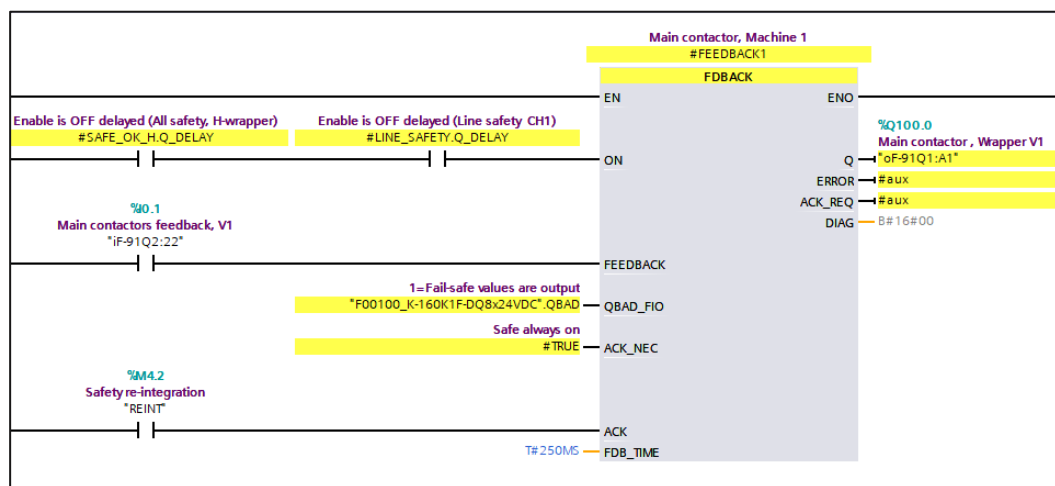 Main contactor, Machine 1
#FEEDBACK1
FDBACK
EN
ENO
Enable is OFF delayed (All safety, H-wrapper)
#SAFE_OK_H.Q_DELAY
Enable is OFF delayed (Line safety CH1)
#LINE_SAFETY.Q_DELAY
ON
%Q100.0
Main contactor , Wrapper V1
Q
"oF-91Q1:A1"
ERROR
#aux
ACK_REQ
#aux
DIAG
B#16#00
%I0.1
Main contactors feedback, V1
"iF-91Q2:22"
FEEDBACK
1=Fail-safe values are output
"F00100_K-160K1F-DQ8x24VDC".QBAD
QBAD_FIO
Safe always on
#TRUE
ACK_NEC
%M4.2
Safety re-integration
"REINT"
ACK
T#250MS
FDB_TIME